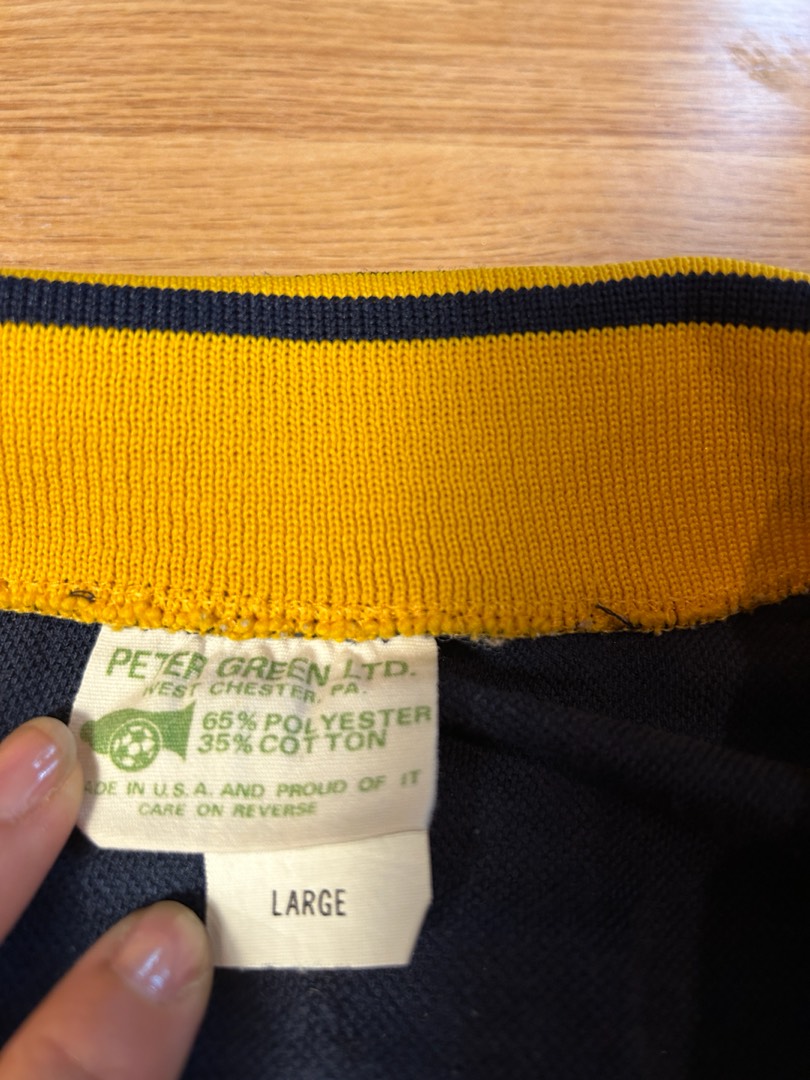 PETER GREEN LTD.
WEST CHESTER, PA.
65% POLYESTER
35% COTTON
MADE IN U.S.A. AND PROUD OF IT
CARE ON REVERSE
LARGE